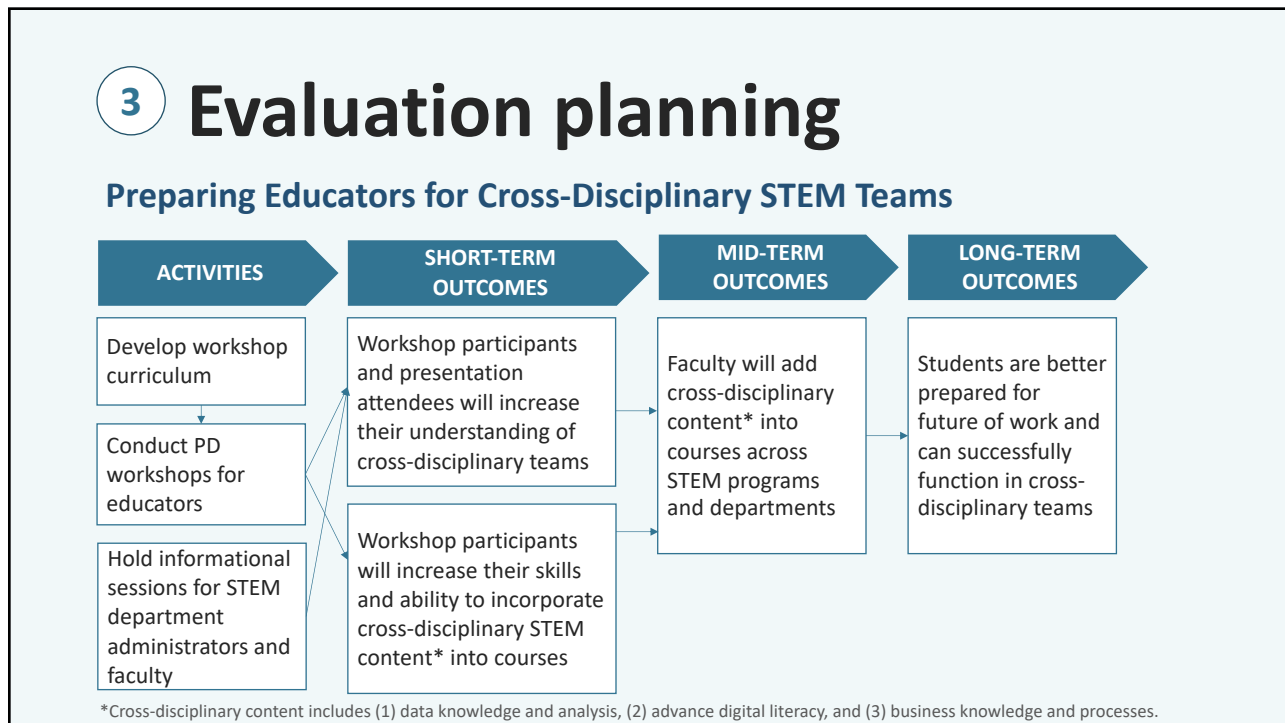 3 Evaluation planning
Preparing Educators for Cross-Disciplinary STEM Teams
ACTIVITIES
SHORT-TERM
OUTCOMES
MID-TERM
OUTCOMES
LONG-TERM
OUTCOMES
Develop workshop
curriculum
Conduct PD
workshops for
educators
Hold informational
sessions for STEM
department
administrators and
faculty
Workshop participants
and presentation
attendees will increase
their understanding of
cross-disciplinary teams
Workshop participants
will increase their skills
and ability to incorporate
cross-disciplinary STEM
content* into courses
Faculty will add
cross-disciplinary
content* into
courses across
STEM programs
and departments
Students are better
prepared for
future of work and
can successfully
function in cross-
disciplinary teams
*Cross-disciplinary content includes (1) data knowledge and analysis, (2) advance digital literacy, and (3) business knowledge and processes.